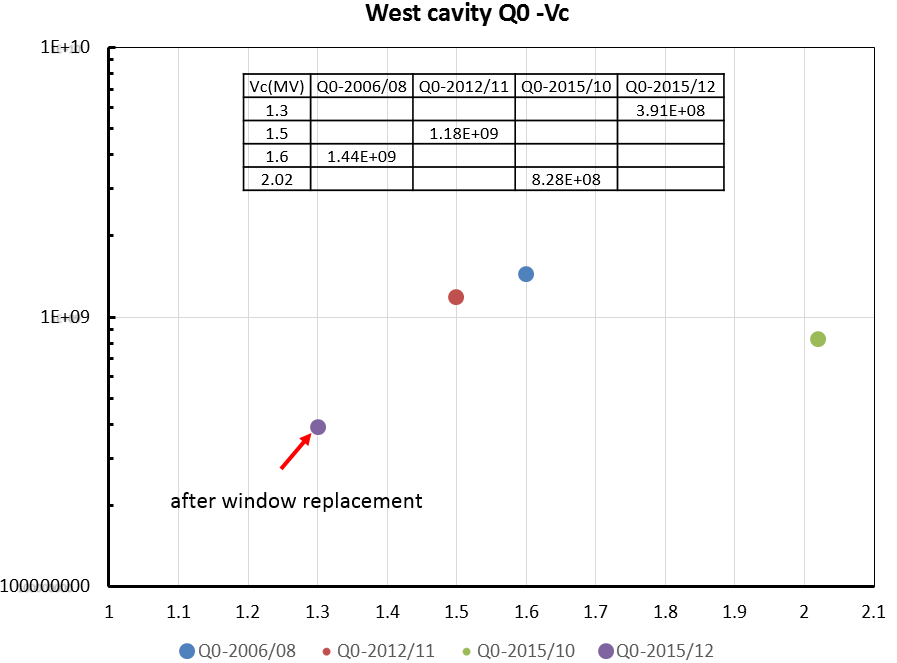 West cavity Q0 -Vc
1E+10
Vc(MV) Q0-2006/08 Q0-2012/11 Q0-2015/10 Q0-2015/12
1.3 3.91E+08
1.5 1.18E+09
1.6 1.44E+09
2.02 8.28E+08
1E+09
after window replacement
100000000
1 1.1 1.2 1.3 1.4 1.5 1.6 1.7 1.8 1.9 2 2.1
Q0-2006/08 Q0-2012/11 Q0-2015/10 Q0-2015/12